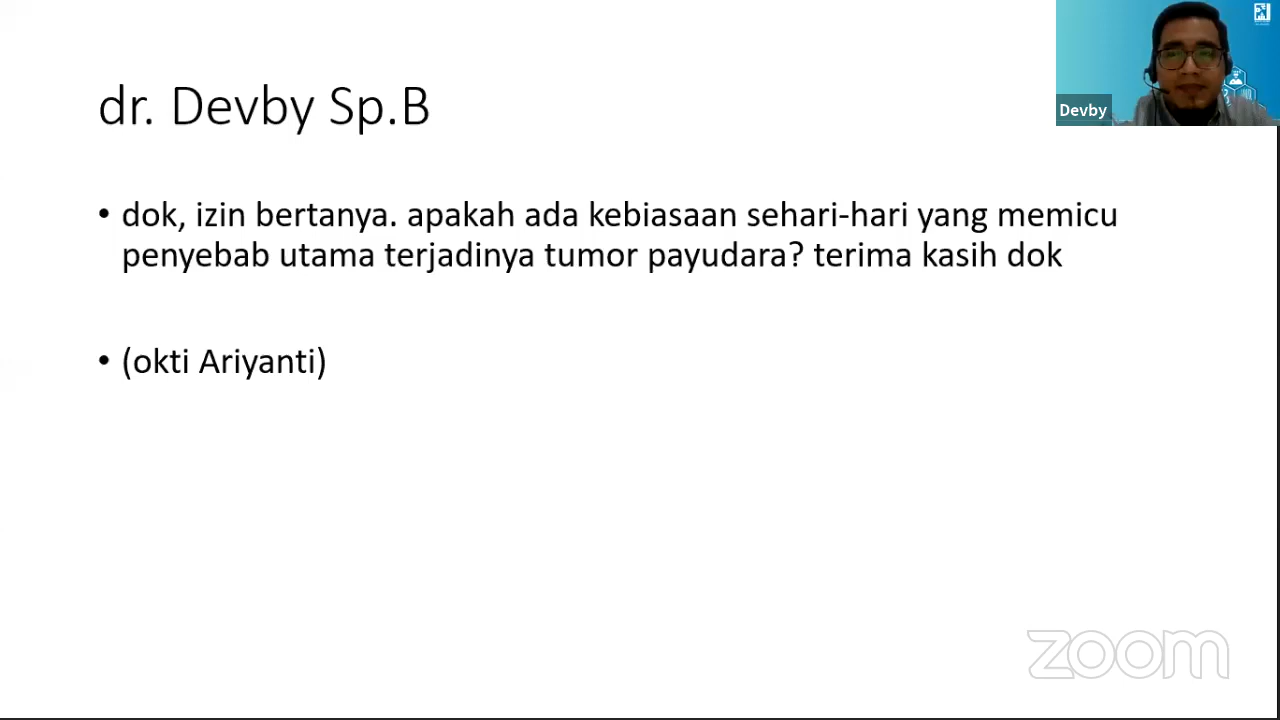 dr. Devby Sp.B
Devby
• dok, izin bertanya. apakah ada kebiasaan sehari-hari yang memicu
penyebab utama terjadinya tumor payudara? terima kasih dok
• (okti Ariyanti)
zoom